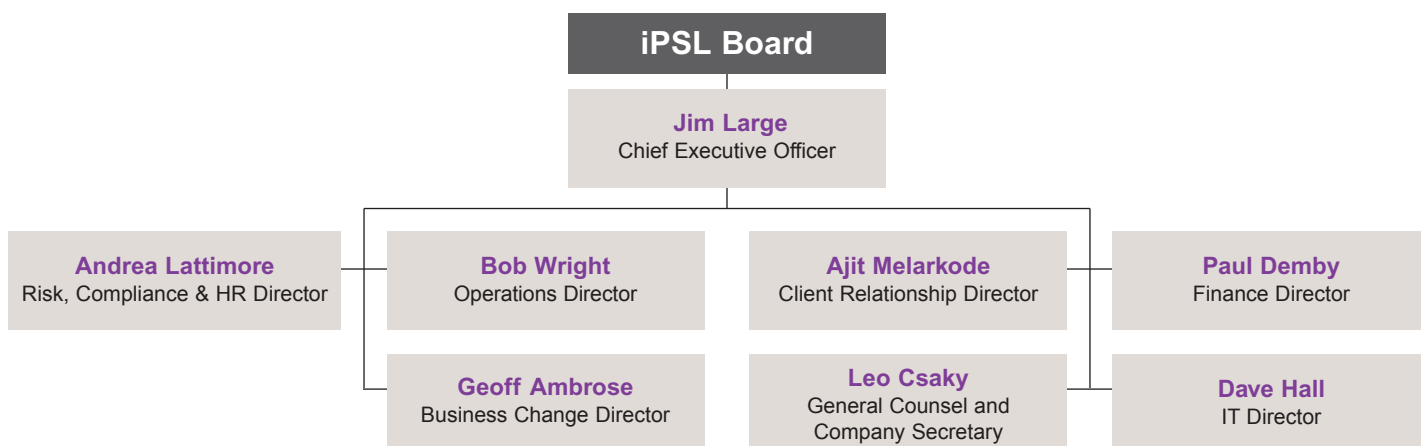 iPSL Board
Jim Large
Chief Executive Officer
Andrea Lattimore
Risk, Compliance & HR Director
Bob Wright
Operations Director
Ajit Melarkode
Client Relationship Director
Paul Demby
Finance Director
Geoff Ambrose
Business Change Director
Leo Csaky
General Counsel and
Company Secretary
Dave Hall
IT Director